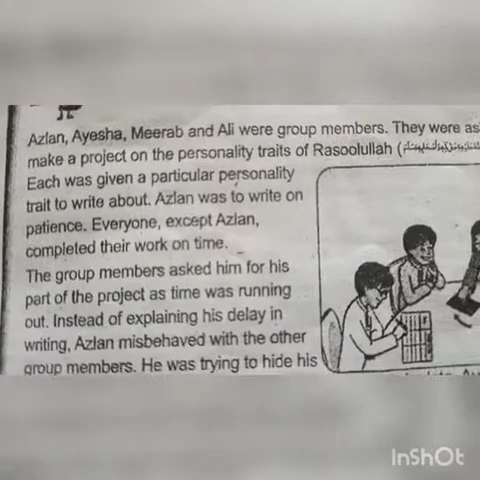 Azlan, Ayesha, Meerab and Ali were group members. They were as
make a project on the personality traits of Rasoolullah (
Each was given a particular personality
trait to write about. Azlan was to write on
patience. Everyone, except Azlan,
completed their work on time.
The group members asked him for his
part of the project as time was running
out. Instead of explaining his delay in
writing, Azlan misbehaved with the other
group members. He was trying to hide his
InShOt